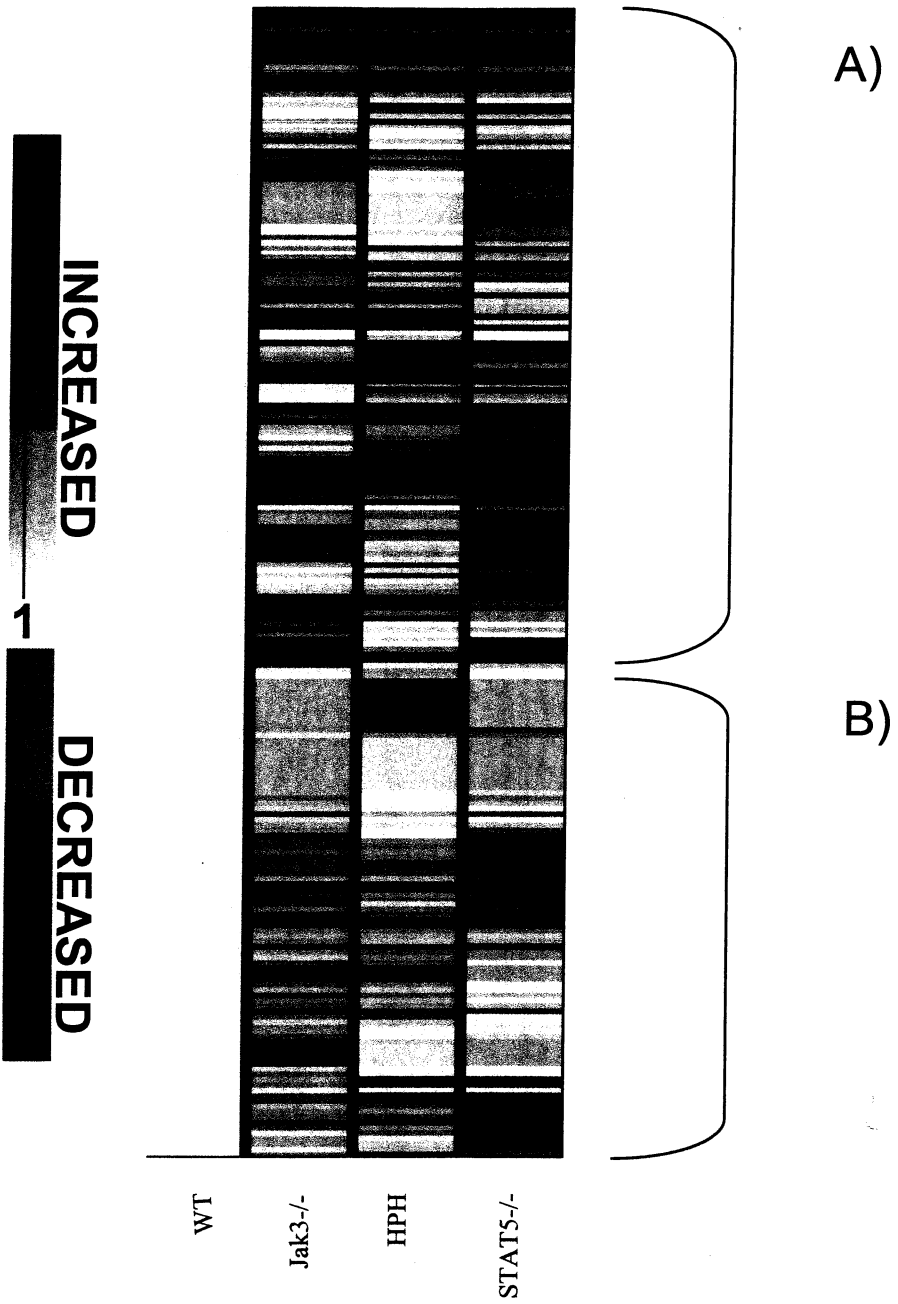 A)
INCREASED
1
B)
DECREASED
WT
Jak3-/-
HPH
STAT5-/-